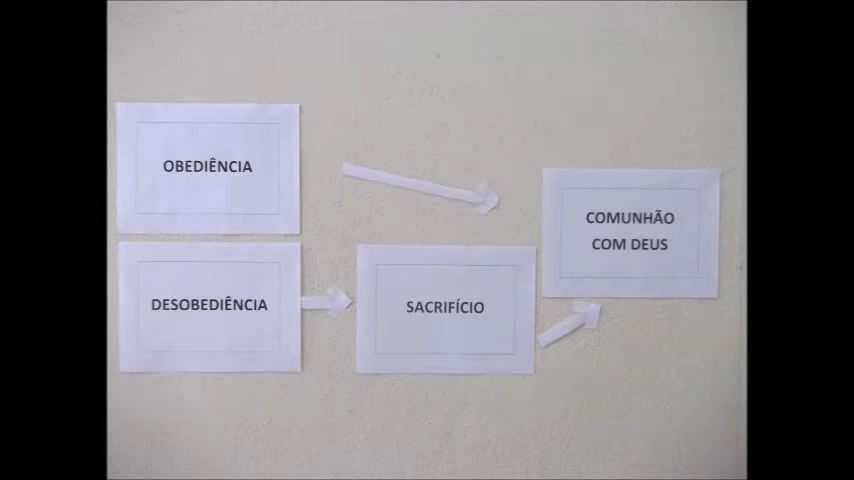 OBEDIÊNCIA
DESOBEDIÊNCIA
SACRIFÍCIO
COMUNHÃO
COM DEUS